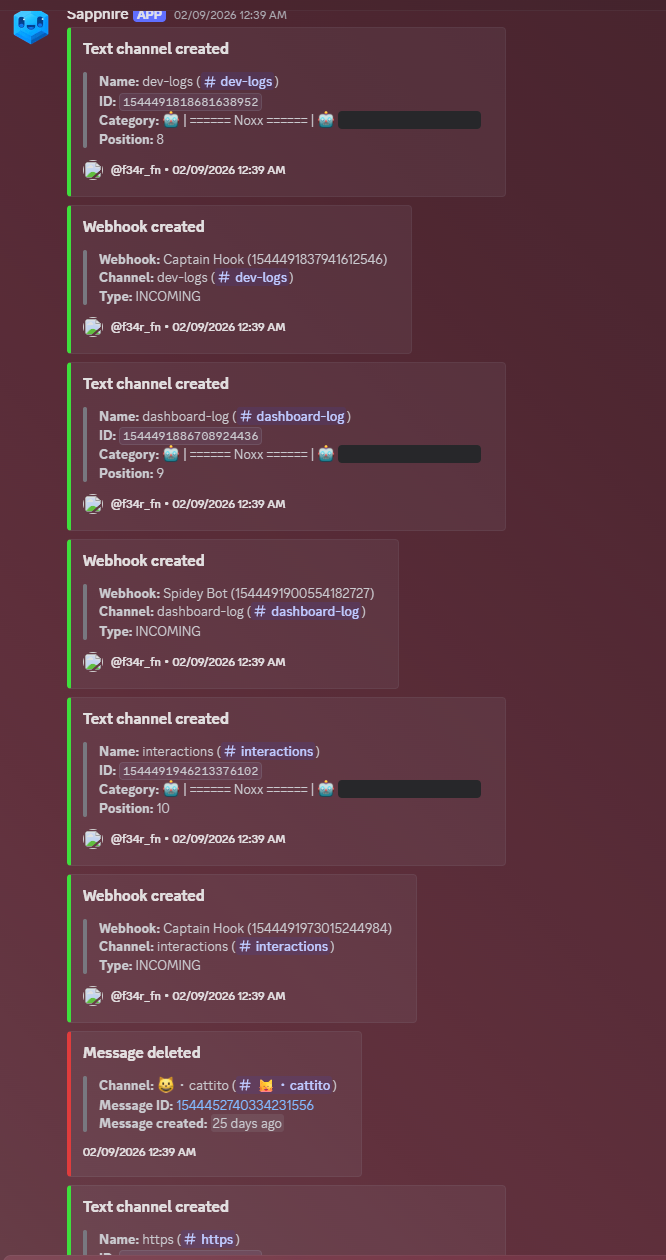 Sapphire APP 02/09/2026 12:39 AM
Text channel created
Name: dev-logs ( # dev-logs )
ID: 1544491818681638952
Category: 🤖 | ====== Noxx ====== | 🤖
Position: 8
@f34r_fn • 02/09/2026 12:39 AM
Webhook created
Webhook: Captain Hook (1544491837941612546)
Channel: dev-logs ( # dev-logs )
Type: INCOMING
@f34r_fn • 02/09/2026 12:39 AM
Text channel created
Name: dashboard-log ( # dashboard-log )
ID: 1544491886708924436
Category: 🤖 | ====== Noxx ====== | 🤖
Position: 9
@f34r_fn • 02/09/2026 12:39 AM
Webhook created
Webhook: Spidey Bot (1544491900554182727)
Channel: dashboard-log ( # dashboard-log )
Type: INCOMING
@f34r_fn • 02/09/2026 12:39 AM
Text channel created
Name: interactions ( # interactions )
ID: 1544491946213376102
Category: 🤖 | ====== Noxx ====== | 🤖
Position: 10
@f34r_fn • 02/09/2026 12:39 AM
Webhook created
Webhook: Captain Hook (1544491973015244984)
Channel: interactions ( # interactions )
Type: INCOMING
@f34r_fn • 02/09/2026 12:39 AM
Message deleted
Channel: 😺・cattito ( # 😺・cattito )
Message ID: 1544452740334231556
Message created: 25 days ago
02/09/2026 12:39 AM
Text channel created
Name: https ( # https )